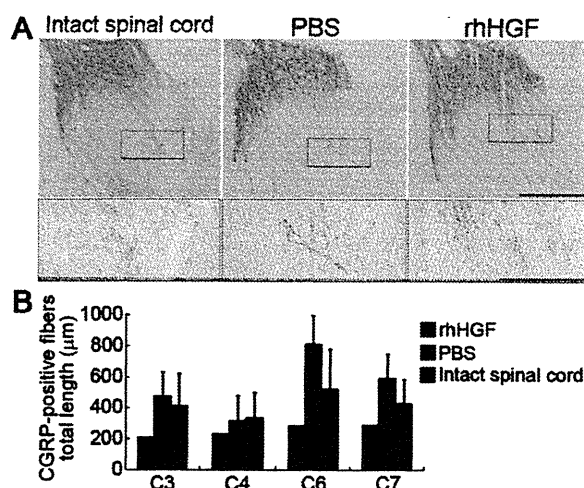 A
Intact spinal cord
PBS
rhHGF
B
CGRP-positive fibers
total length (μm)
1000
800
600
400
200
0
C3
C4
C6
C7
rhHGF
PBS
Intact spinal cord